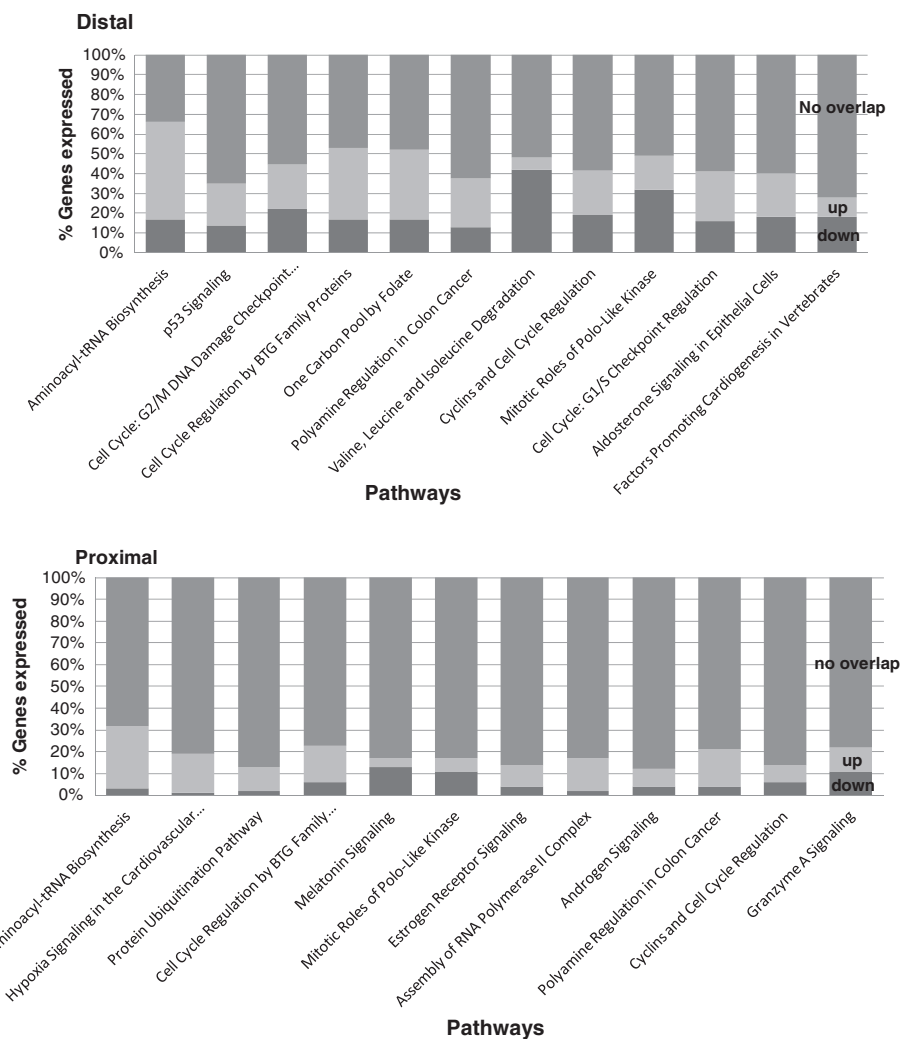 Distal
% Genes expressed
100%
90%
80%
70%
60%
50%
40%
30%
20%
10%
0%
No overlap
up
down
Aminoacyl-tRNA Biosynthesis
p53 Signaling
Cell Cycle: G2/M DNA Damage Checkpoint...
Cell Cycle Regulation by BTG Family Proteins
One Carbon Pool by Folate
Polyamine Regulation in Colon Cancer
Valine, Leucine and Isoleucine Degradation
Cyclins and Cell Cycle Regulation
Mitotic Roles of Polo-Like Kinase
Cell Cycle: G1/S Checkpoint Regulation
Aldosterone Signaling in Epithelial Cells
Factors Promoting Cardiogenesis in Vertebrates
Pathways
Proximal
% Genes expressed
100%
90%
80%
70%
60%
50%
40%
30%
20%
10%
0%
no overlap
up
down
minoacyl-tRNA Biosynthesis
Hypoxia Signaling in the Cardiovascular...
Protein Ubiquitination Pathway
Cell Cycle Regulation by BTG Family...
Melatonin Signaling
Mitotic Roles of Polo-Like Kinase
Estrogen Receptor Signaling
Assembly of RNA Polymerase II Complex
Androgen Signaling
Polyamine Regulation in Colon Cancer
Cyclins and Cell Cycle Regulation
Granzyme A Signaling
Pathways